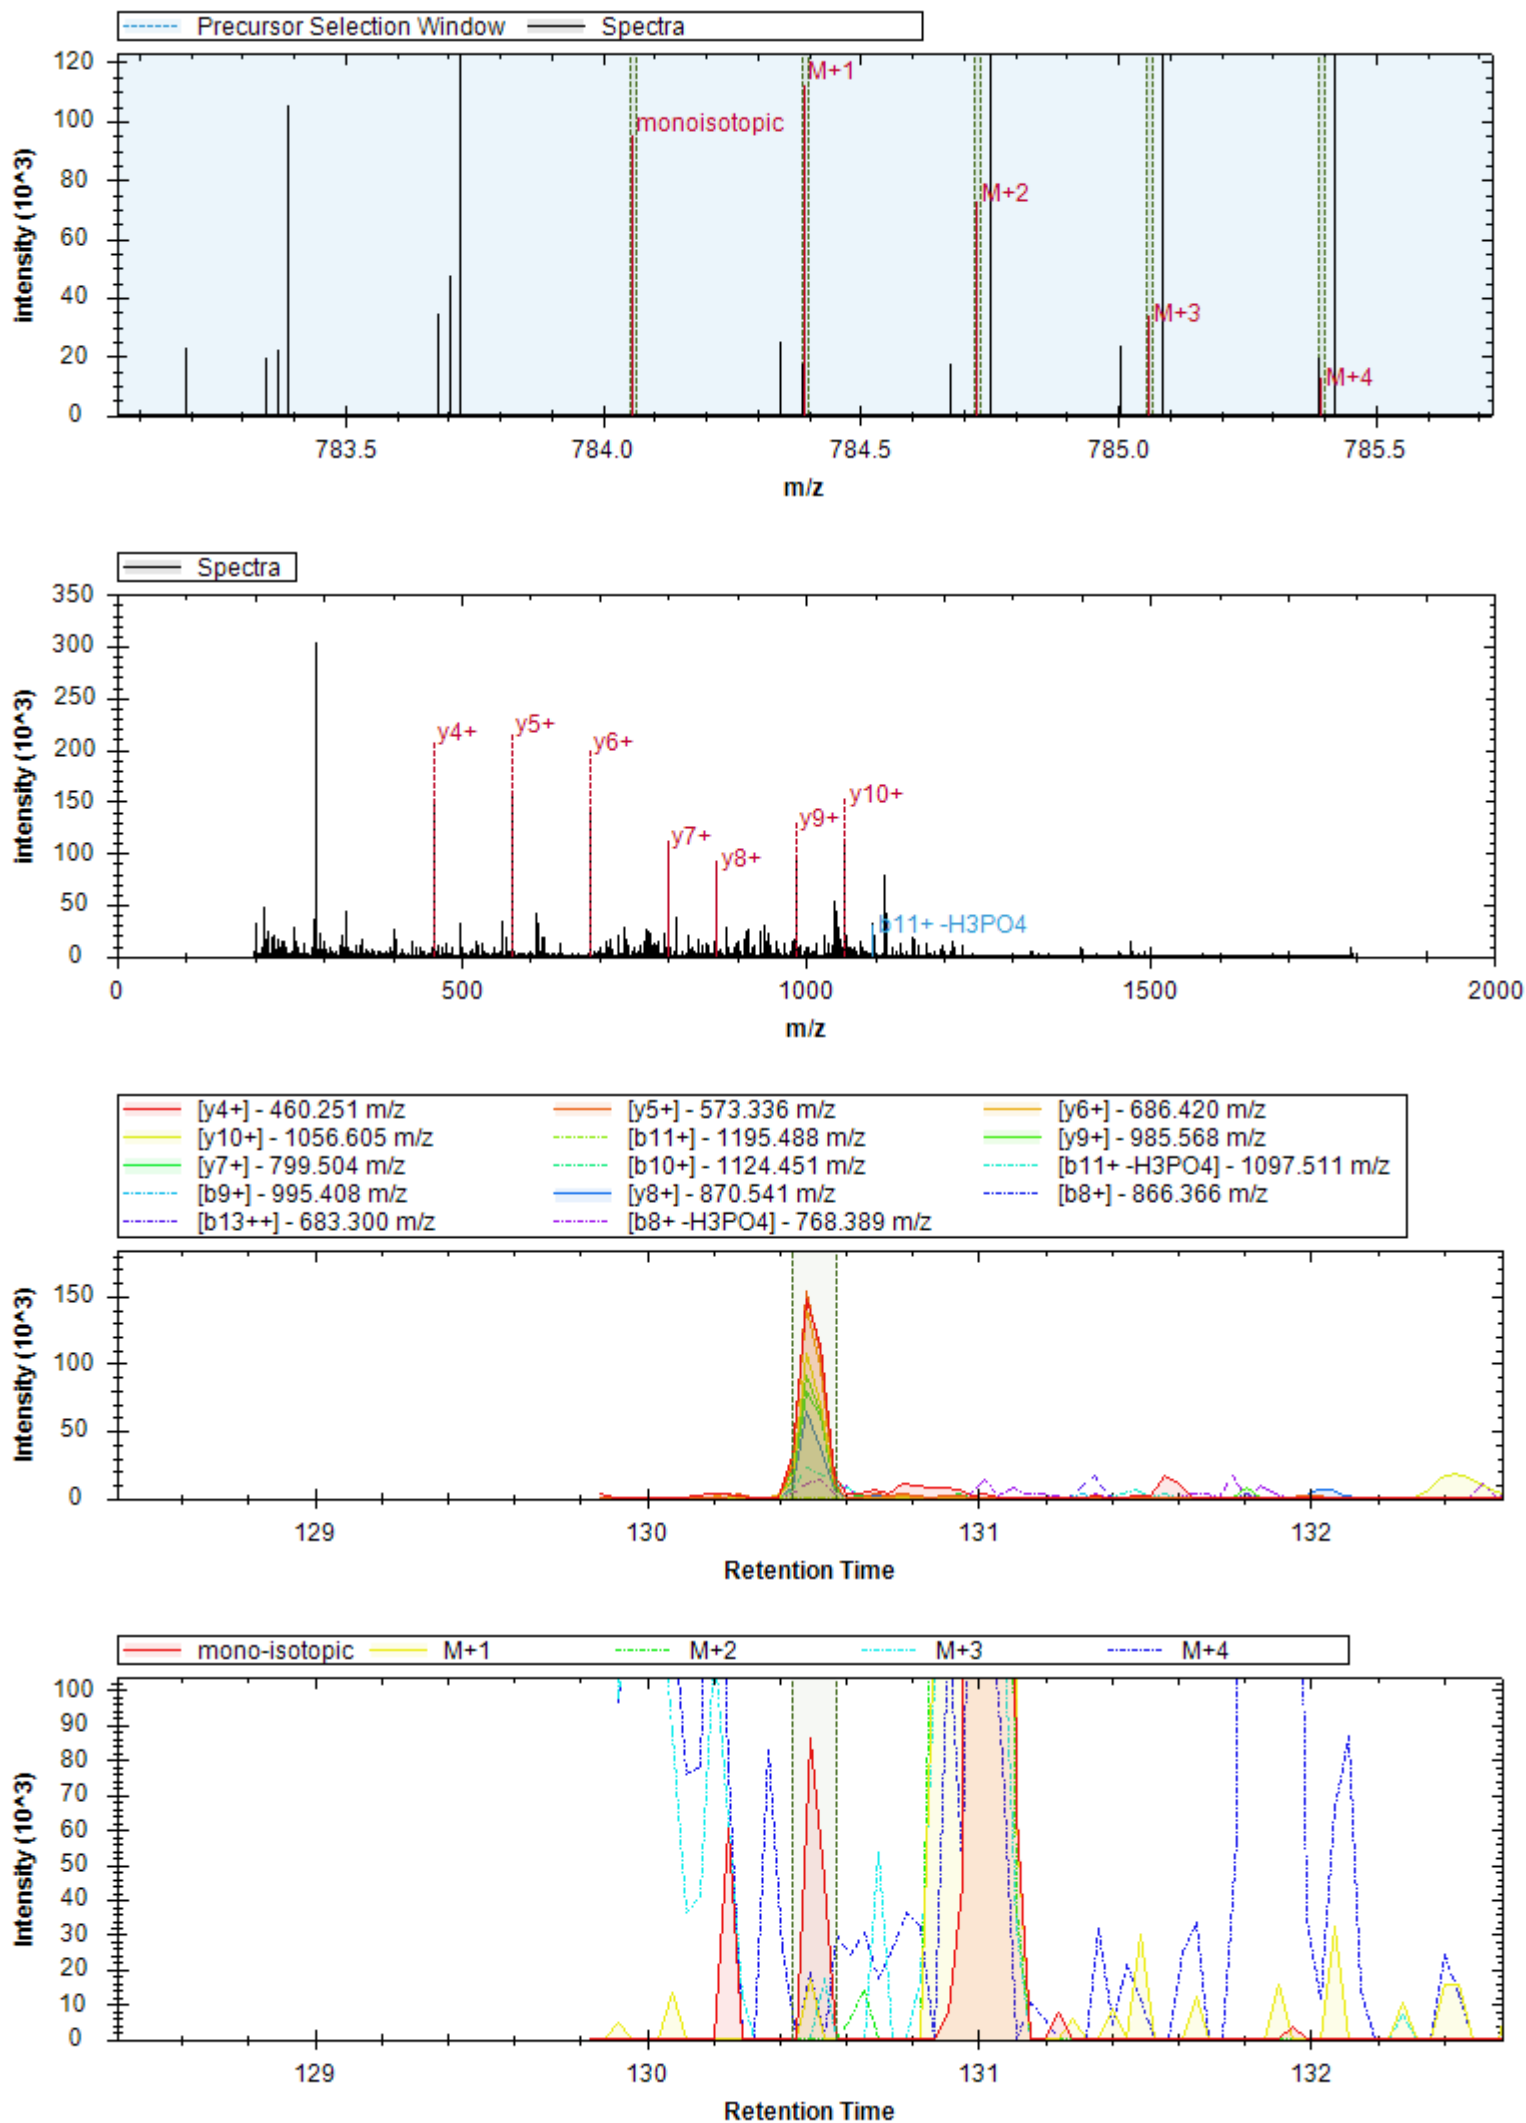 Precursor Selection Window Spectra
120
100
80
60
40
20
0
intensity (10^3)
monoisotopic
M+1
M+2
M+3
M+4
783.5 784.0 784.5 785.0 785.5
m/z
Spectra
350
300
250
200
150
100
50
0
intensity (10^3)
y4+
y5+
y6+
y7+
y8+
y9+
y10+
b11+ -H3PO4
0 500 1000 1500 2000
m/z
[y4+] - 460.251 m/z [y5+] - 573.336 m/z [y6+] - 686.420 m/z
[y10+] - 1056.605 m/z [b11+] - 1195.488 m/z [y9+] - 985.568 m/z
[y7+] - 799.504 m/z [b10+] - 1124.451 m/z [b11+ -H3PO4] - 1097.511 m/z
[b9+] - 995.408 m/z [y8+] - 870.541 m/z [b8+] - 866.366 m/z
[b13++] - 683.300 m/z [b8+ -H3PO4] - 768.389 m/z
150
100
50
0
Intensity (10^3)
129 130 131 132
Retention Time
mono-isotopic M+1 M+2 M+3 M+4
100
90
80
70
60
50
40
30
20
10
0
Intensity (10^3)
129 130 131 132
Retention Time